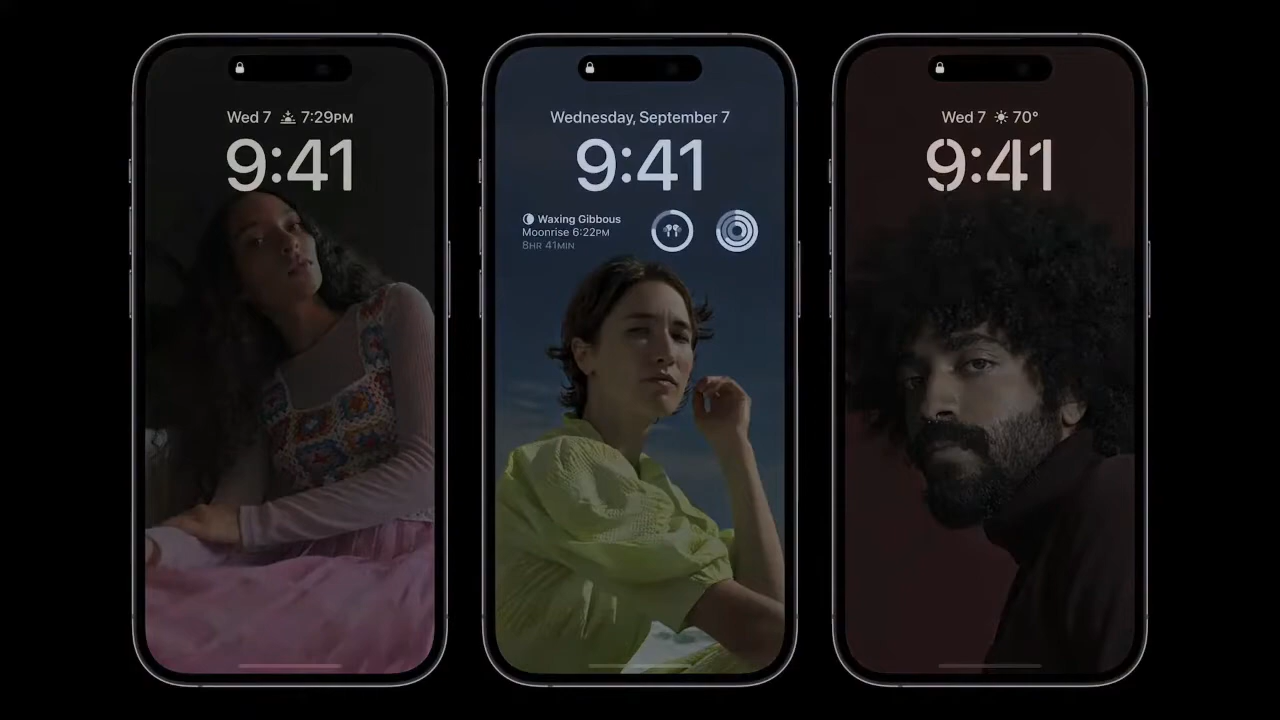 Wed 7 7:29PM
9:41
Wednesday, September 7
9:41
Waxing Gibbous
Moonrise 6:22PM
8HR 41MIN
Wed 7 70°
9:41